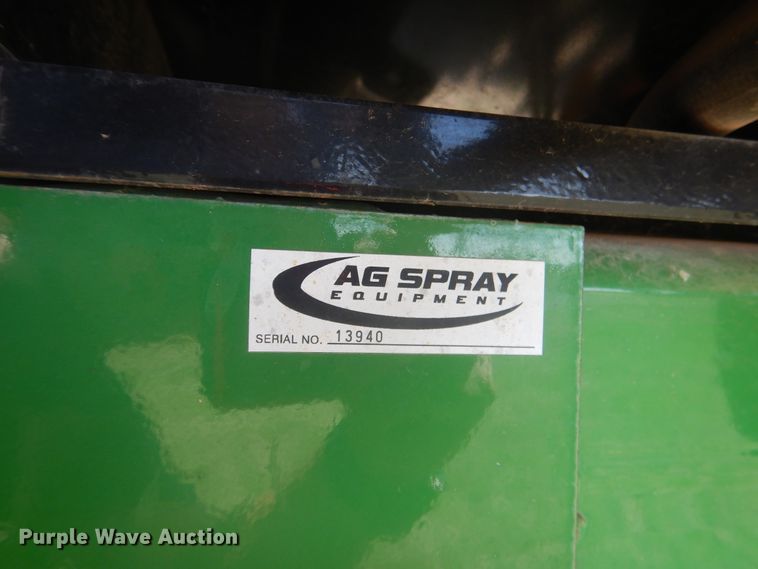 AG SPRAY
EQUIPMENT
SERIAL NO. 13940
Purple Wave Auction